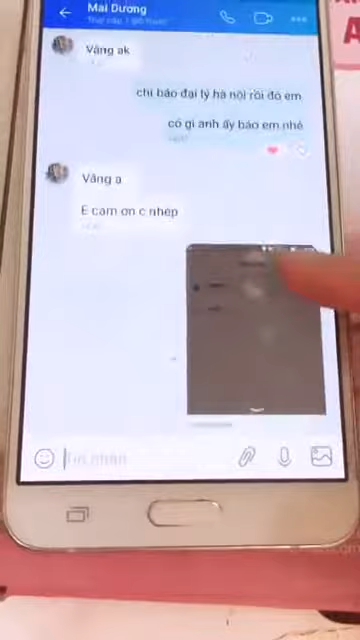 Mai Dương
Vâng ak
chị báo đại lý hà nội rồi đó em
có gì anh ấy báo em nhé
Vâng a
E cam ơn c nhép
Tin nhắn